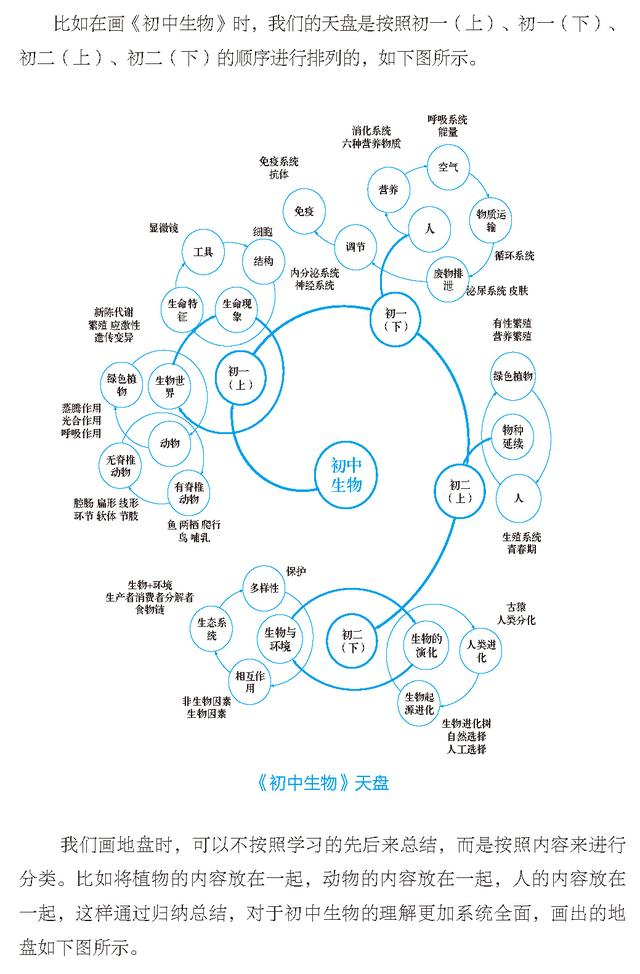 比如在画《初中生物》时，我们的天盘是按照初一（上）、初一（下）、
初二（上）、初二（下）的顺序进行排列的，如下图所示。
呼吸系统
能量
消化系统
六种营养物质
空气
免疫系统
抗体
营养
物质运
输
免疫
人
调节
循环系统
废物排
泄
泌尿系统 皮肤
内分泌系统
神经系统
初一
（下）
显微镜
细胞
工具
结构
生命特
征
生命现
象
新陈代谢
繁殖 应激性
遗传变异
初一
（上）
绿色植
物
生物世
界
蒸腾作用
光合作用
呼吸作用
动物
无脊椎
动物
有脊椎
动物
腔肠 扁形 线形
环节 软体 节肢
鱼 两栖 爬行
鸟 哺乳
初中
生物
有性繁殖
营养繁殖
绿色植物
物种
延续
初二
（上）
人
生殖系统
青春期
保护
多样性
生物+环境
生产者消费者分解者
食物链
生态系
统
生物与
环境
相互作
用
非生物因素
生物因素
初二
（下）
生物的
演化
古猿
人类分化
人类进
化
生物起
源进化
生物进化树
自然选择
人工选择
《初中生物》天盘
我们画地盘时，可以不按照学习的先后来总结，而是按照内容来进行
分类。比如将植物的内容放在一起，动物的内容放在一起，人的内容放在
一起，这样通过归纳总结，对于初中生物的理解更加系统全面，画出的地
盘如下图所示。